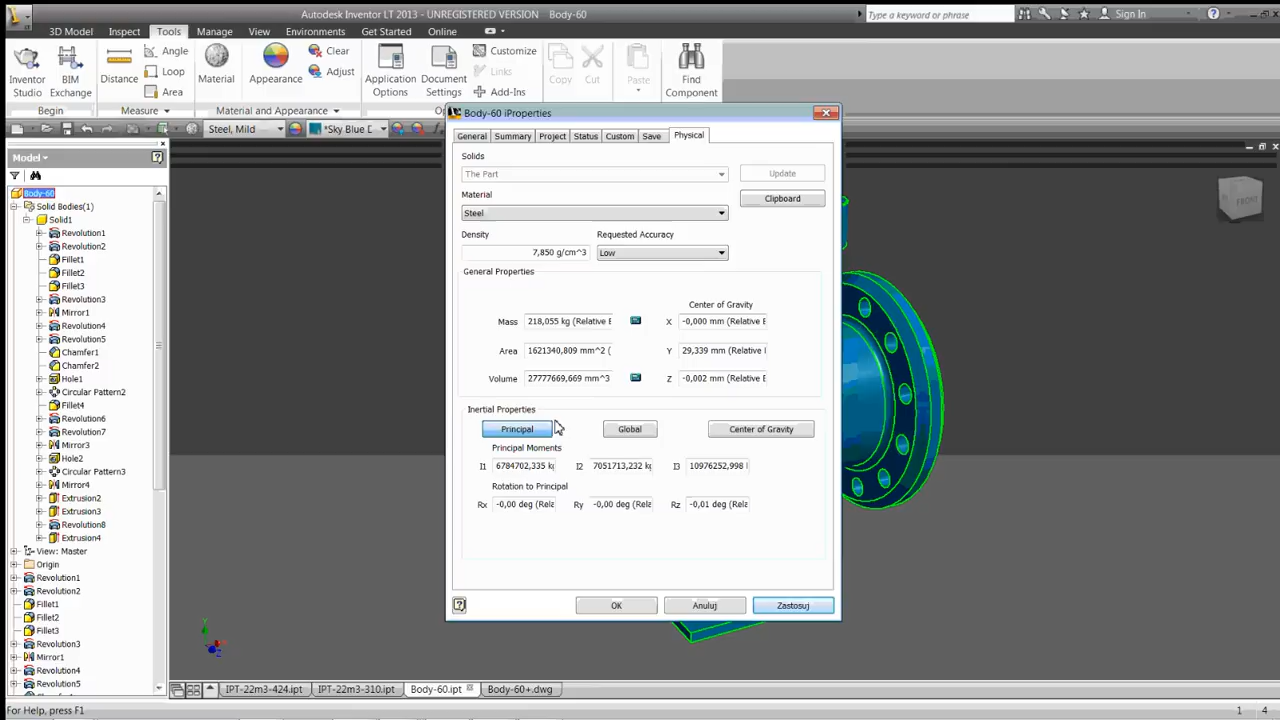 Autodesk Inventor LT 2013 - UNREGISTERED VERSION Body-60
Type a keyword or phrase
Sign In
3D Model Inspect Tools Manage View Environments Get Started Online
Inventor Studio
BIM Exchange
Distance
Angle
Loop
Area
Material
Appearance
Clear
Adjust
Application Options
Document Settings
Customize
Links
Add-Ins
Copy
Cut
Paste
Find Component
Begin
Measure
Material and Appearance
Options
Steel, Mild
*Sky Blue D
Model
Body-60
Solid Bodies(1)
Solid1
Revolution1
Revolution2
Fillet1
Fillet2
Fillet3
Revolution3
Mirror1
Revolution4
Revolution5
Chamfer1
Chamfer2
Hole1
Circular Pattern2
Fillet4
Revolution6
Revolution7
Mirror3
Hole2
Circular Pattern3
Mirror4
Extrusion2
Extrusion3
Revolution8
Extrusion4
View: Master
Origin
Revolution1
Revolution2
Fillet1
Fillet2
Fillet3
Revolution3
Mirror1
Revolution4
Revolution5
Body-60 iProperties
General Summary Project Status Custom Save Physical
Solids
The Part
Update
Material
Clipboard
Steel
Density
Requested Accuracy
7,850 g/cm^3
Low
General Properties
Center of Gravity
Mass 218,055 kg (Relative E
X -0,000 mm (Relative E
Area 1621340,809 mm^2 (
Y 29,339 mm (Relative
Volume 27777669,669 mm^3
Z -0,002 mm (Relative E
Inertial Properties
Principal
Global
Center of Gravity
Principal Moments
I1 6784702,335 k
I2 7051713,232 k
I3 10976252,998
Rotation to Principal
Rx -0,00 deg (Rela
Ry -0,00 deg (Rela
Rz -0,01 deg (Rela
OK
Anuluj
Zastosuj
FRONT
IPT-22m3-424.ipt
IPT-22m3-310.ipt
Body-60.ipt
Body-60+.dwg
For Help, press F1
1 4